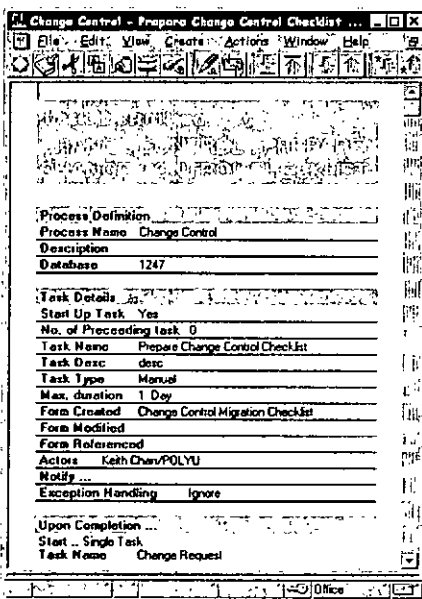 Change Control - Prepare Change Control Checklist ...
File Edit View Create Actions Window Help
Process Definition
Process Name Change Control
Description
Database 1247
Task Details
Start Up Task Yes
No. of Preceeding task 0
Task Name Prepare Change Control Checklist
Task Desc desc
Task Type Manual
Max. duration 1 Day
Form Created Change Control Migration Checklist
Form Modified
Form Referenced
Actors Keith Chan/POLYU
Notify ...
Exception Handling Ignore
Upon Completion ...
Start .. Single Task
Task Name Change Request
Office